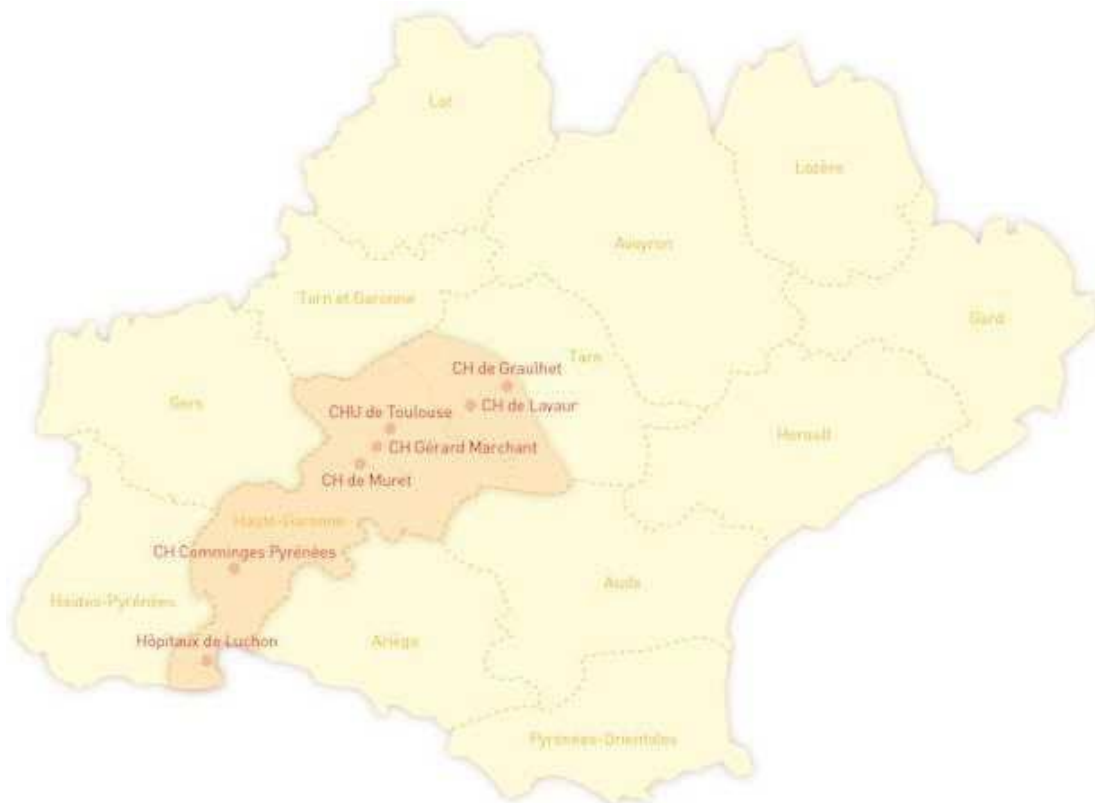 Lot
Lozère
Aveyron
Tarn et Garonne
Gard
Tarn
CH de Graulhet
Gers
CH de Lavaur
CHU de Toulouse
Herault
CH Gérard Marchant
CH de Muret
Haute-Garonne
CH Comminges Pyrénées
Aude
Hautes-Pyrénées
Hôpitaux de Luchon
Ariège
Pyrénées-Orientales